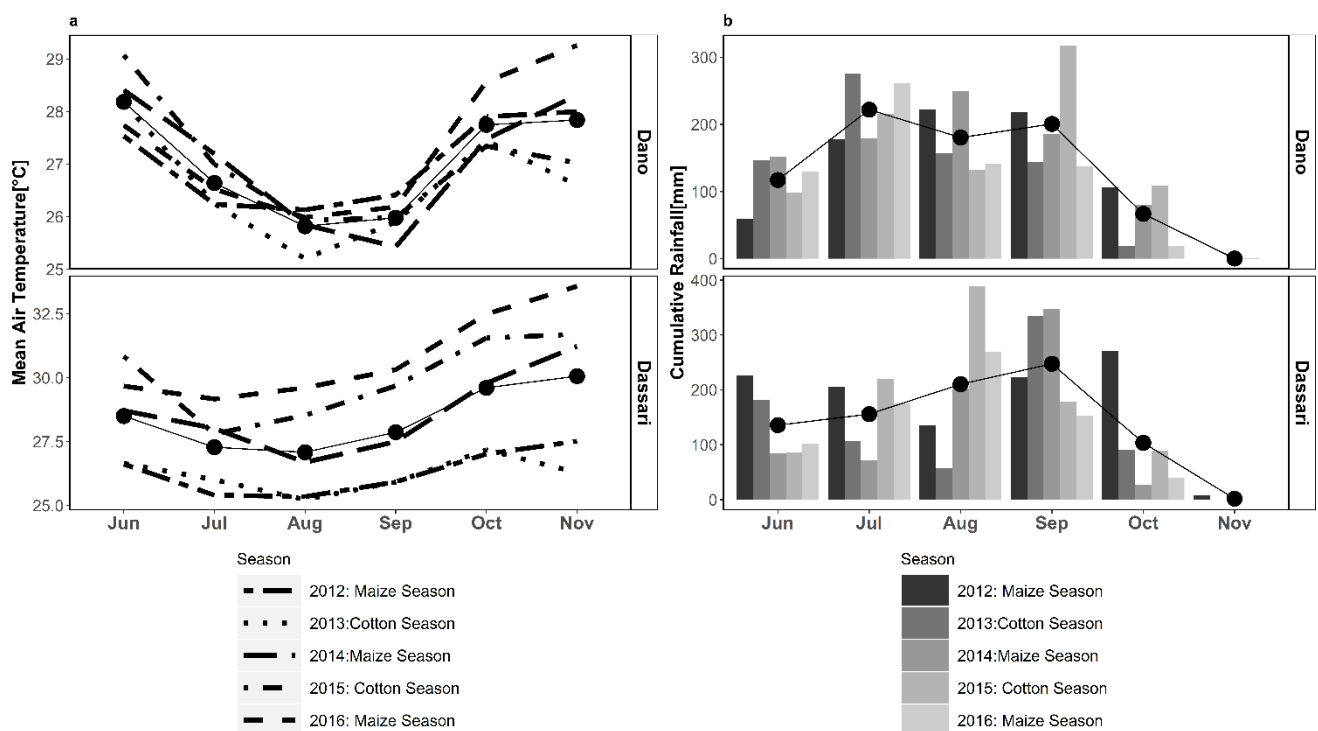 a
Mean Air Temperature[°C]
29
28
27
26
25
Dano
32.5
30.0
27.5
25.0
Dassari
Jun Jul Aug Sep Oct Nov
Season
2012: Maize Season
2013:Cotton Season
2014:Maize Season
2015: Cotton Season
2016: Maize Season
b
Cumulative Rainfall[mm]
300
200
100
0
Dano
400
300
200
100
0
Dassari
Jun Jul Aug Sep Oct Nov
Season
2012: Maize Season
2013:Cotton Season
2014:Maize Season
2015: Cotton Season
2016: Maize Season